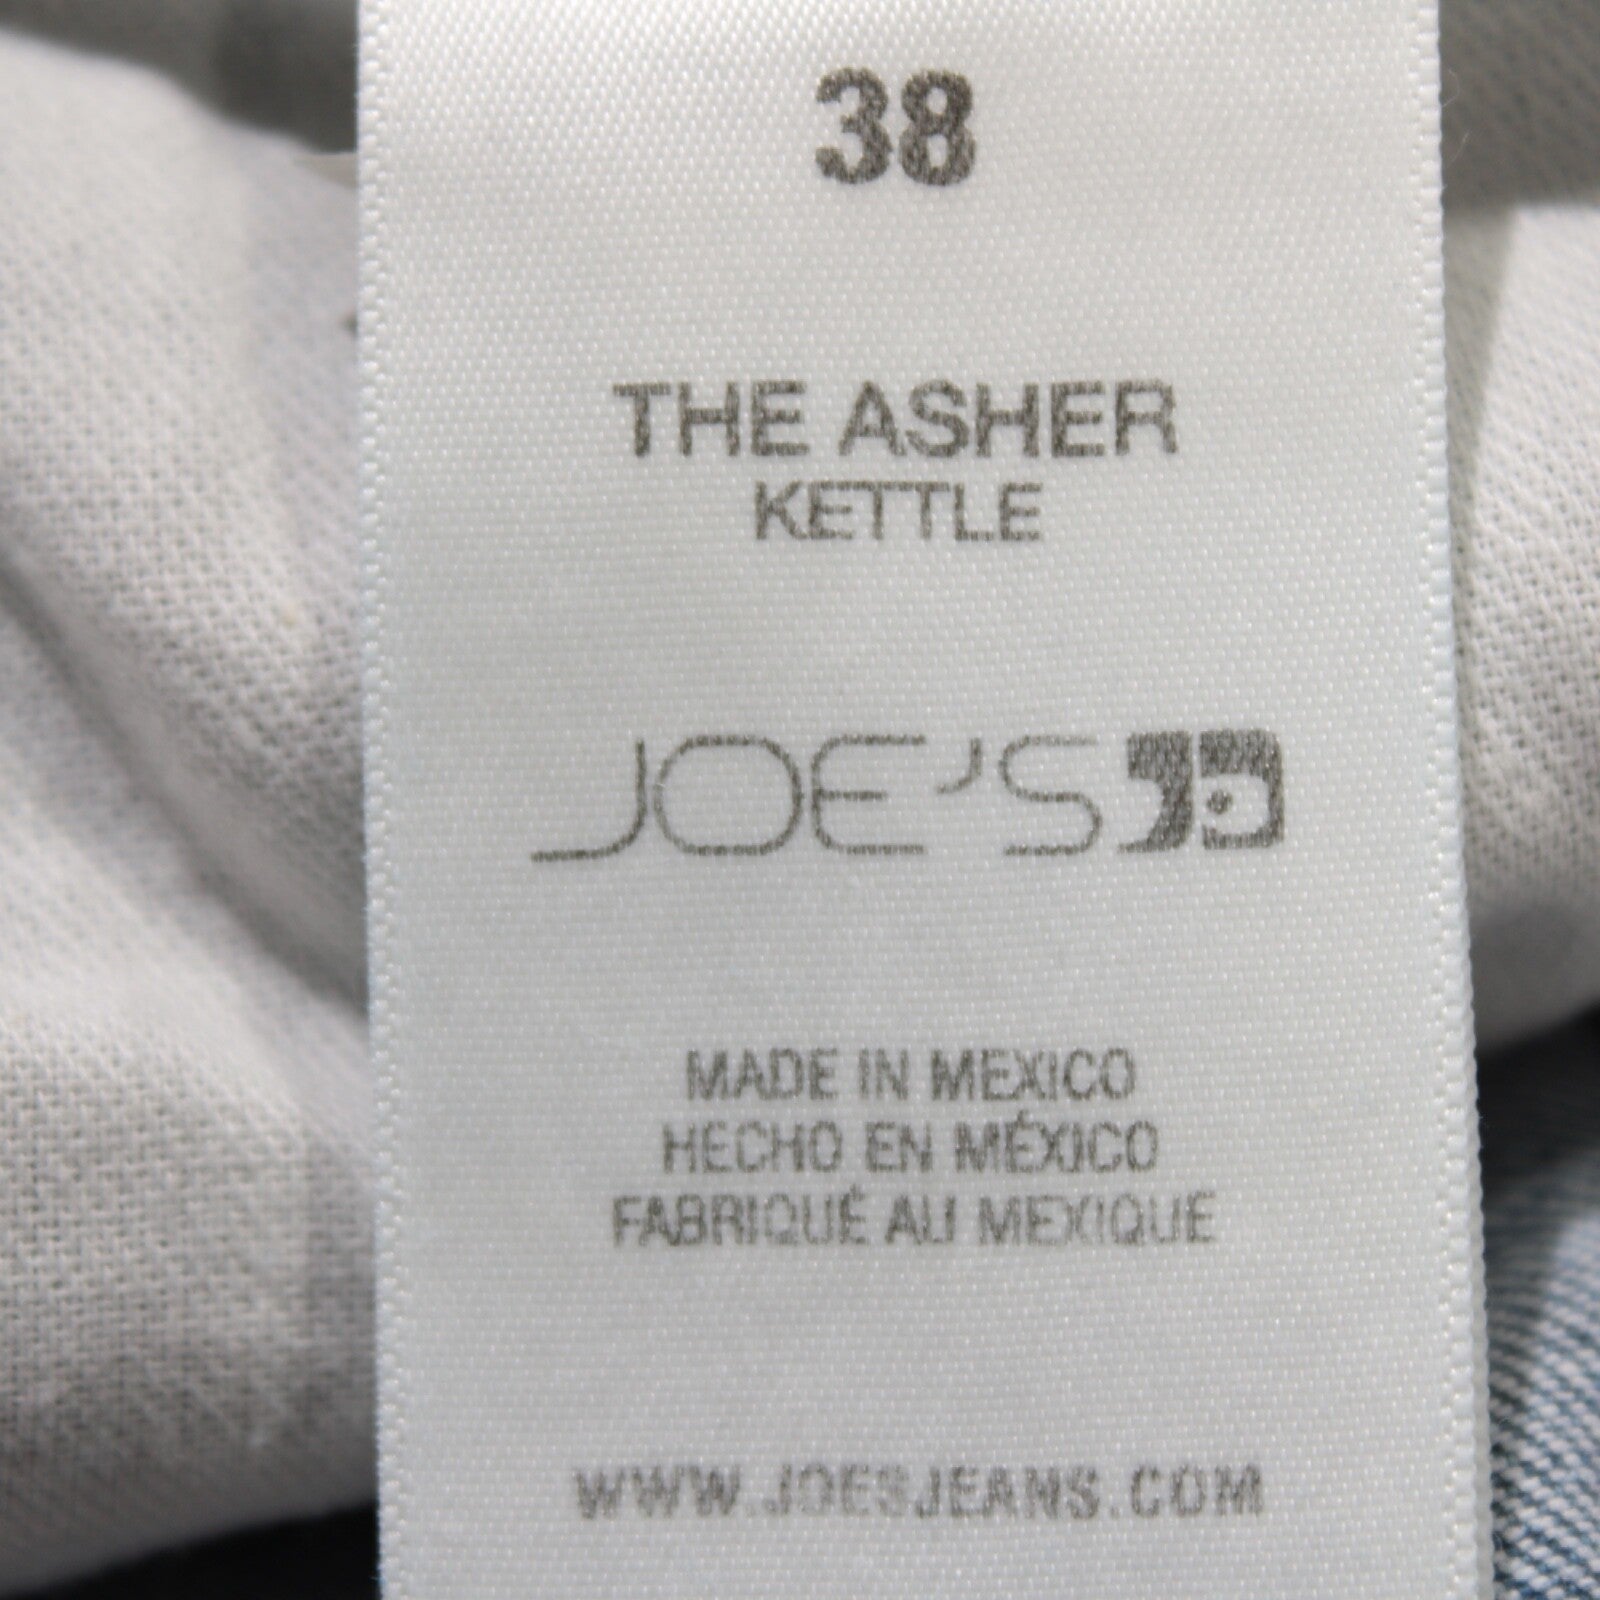 38
THE ASHER
KETTLE
JOE'S
MADE IN MEXICO
HECHO EN MÉXICO
FABRIQUÉ AU MEXIQUE
WWW.JOESJEANS.COM